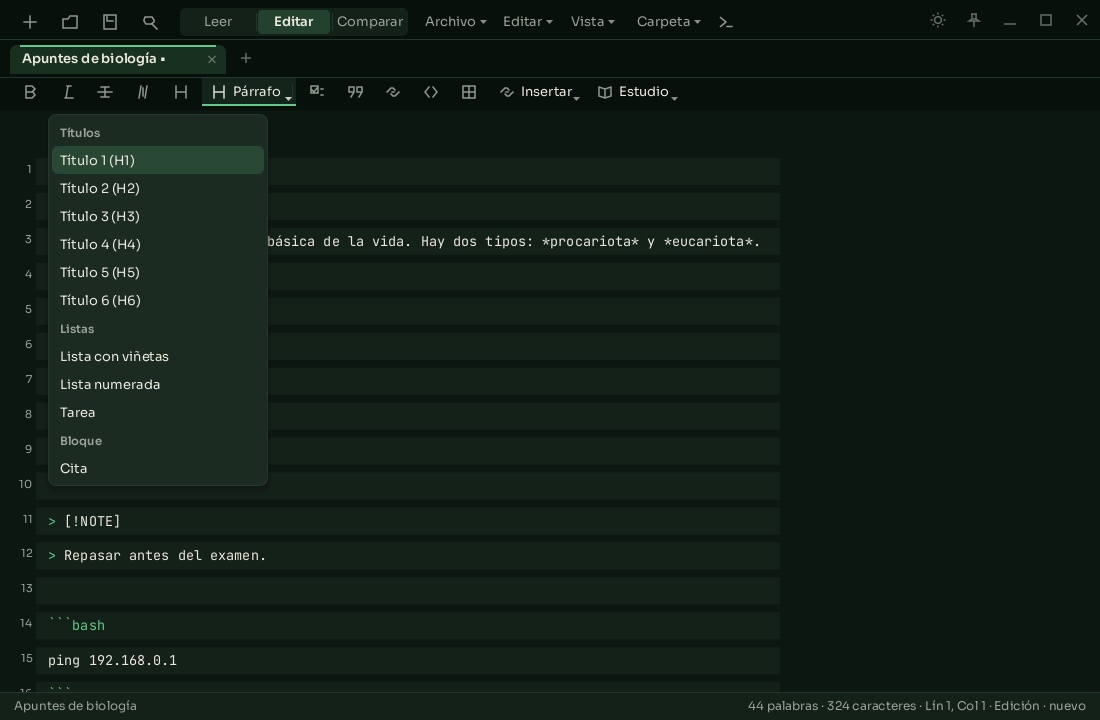 Leer Editar Comparar Archivo Editar Vista Carpeta
Apuntes de biología •
Párrafo Insertar Estudio
Títulos
Título 1 (H1)
Título 2 (H2)
Título 3 (H3)
Título 4 (H4)
Título 5 (H5)
Título 6 (H6)
Listas
Lista con viñetas
Lista numerada
Tarea
Bloque
Cita
1
2
3 básica de la vida. Hay dos tipos: *procariota* y *eucariota*.
4
5
6
7
8
9
10
11 > [!NOTE]
12 > Repasar antes del examen.
13
14 ```bash
15 ping 192.168.0.1
16 ```
Apuntes de biología 44 palabras · 324 caracteres · Lín 1, Col 1 · Edición · nuevo